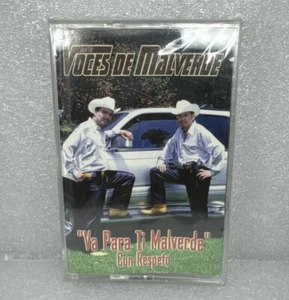 Voces de Malverde
"Va Para Ti Malverde"
Con Respeto